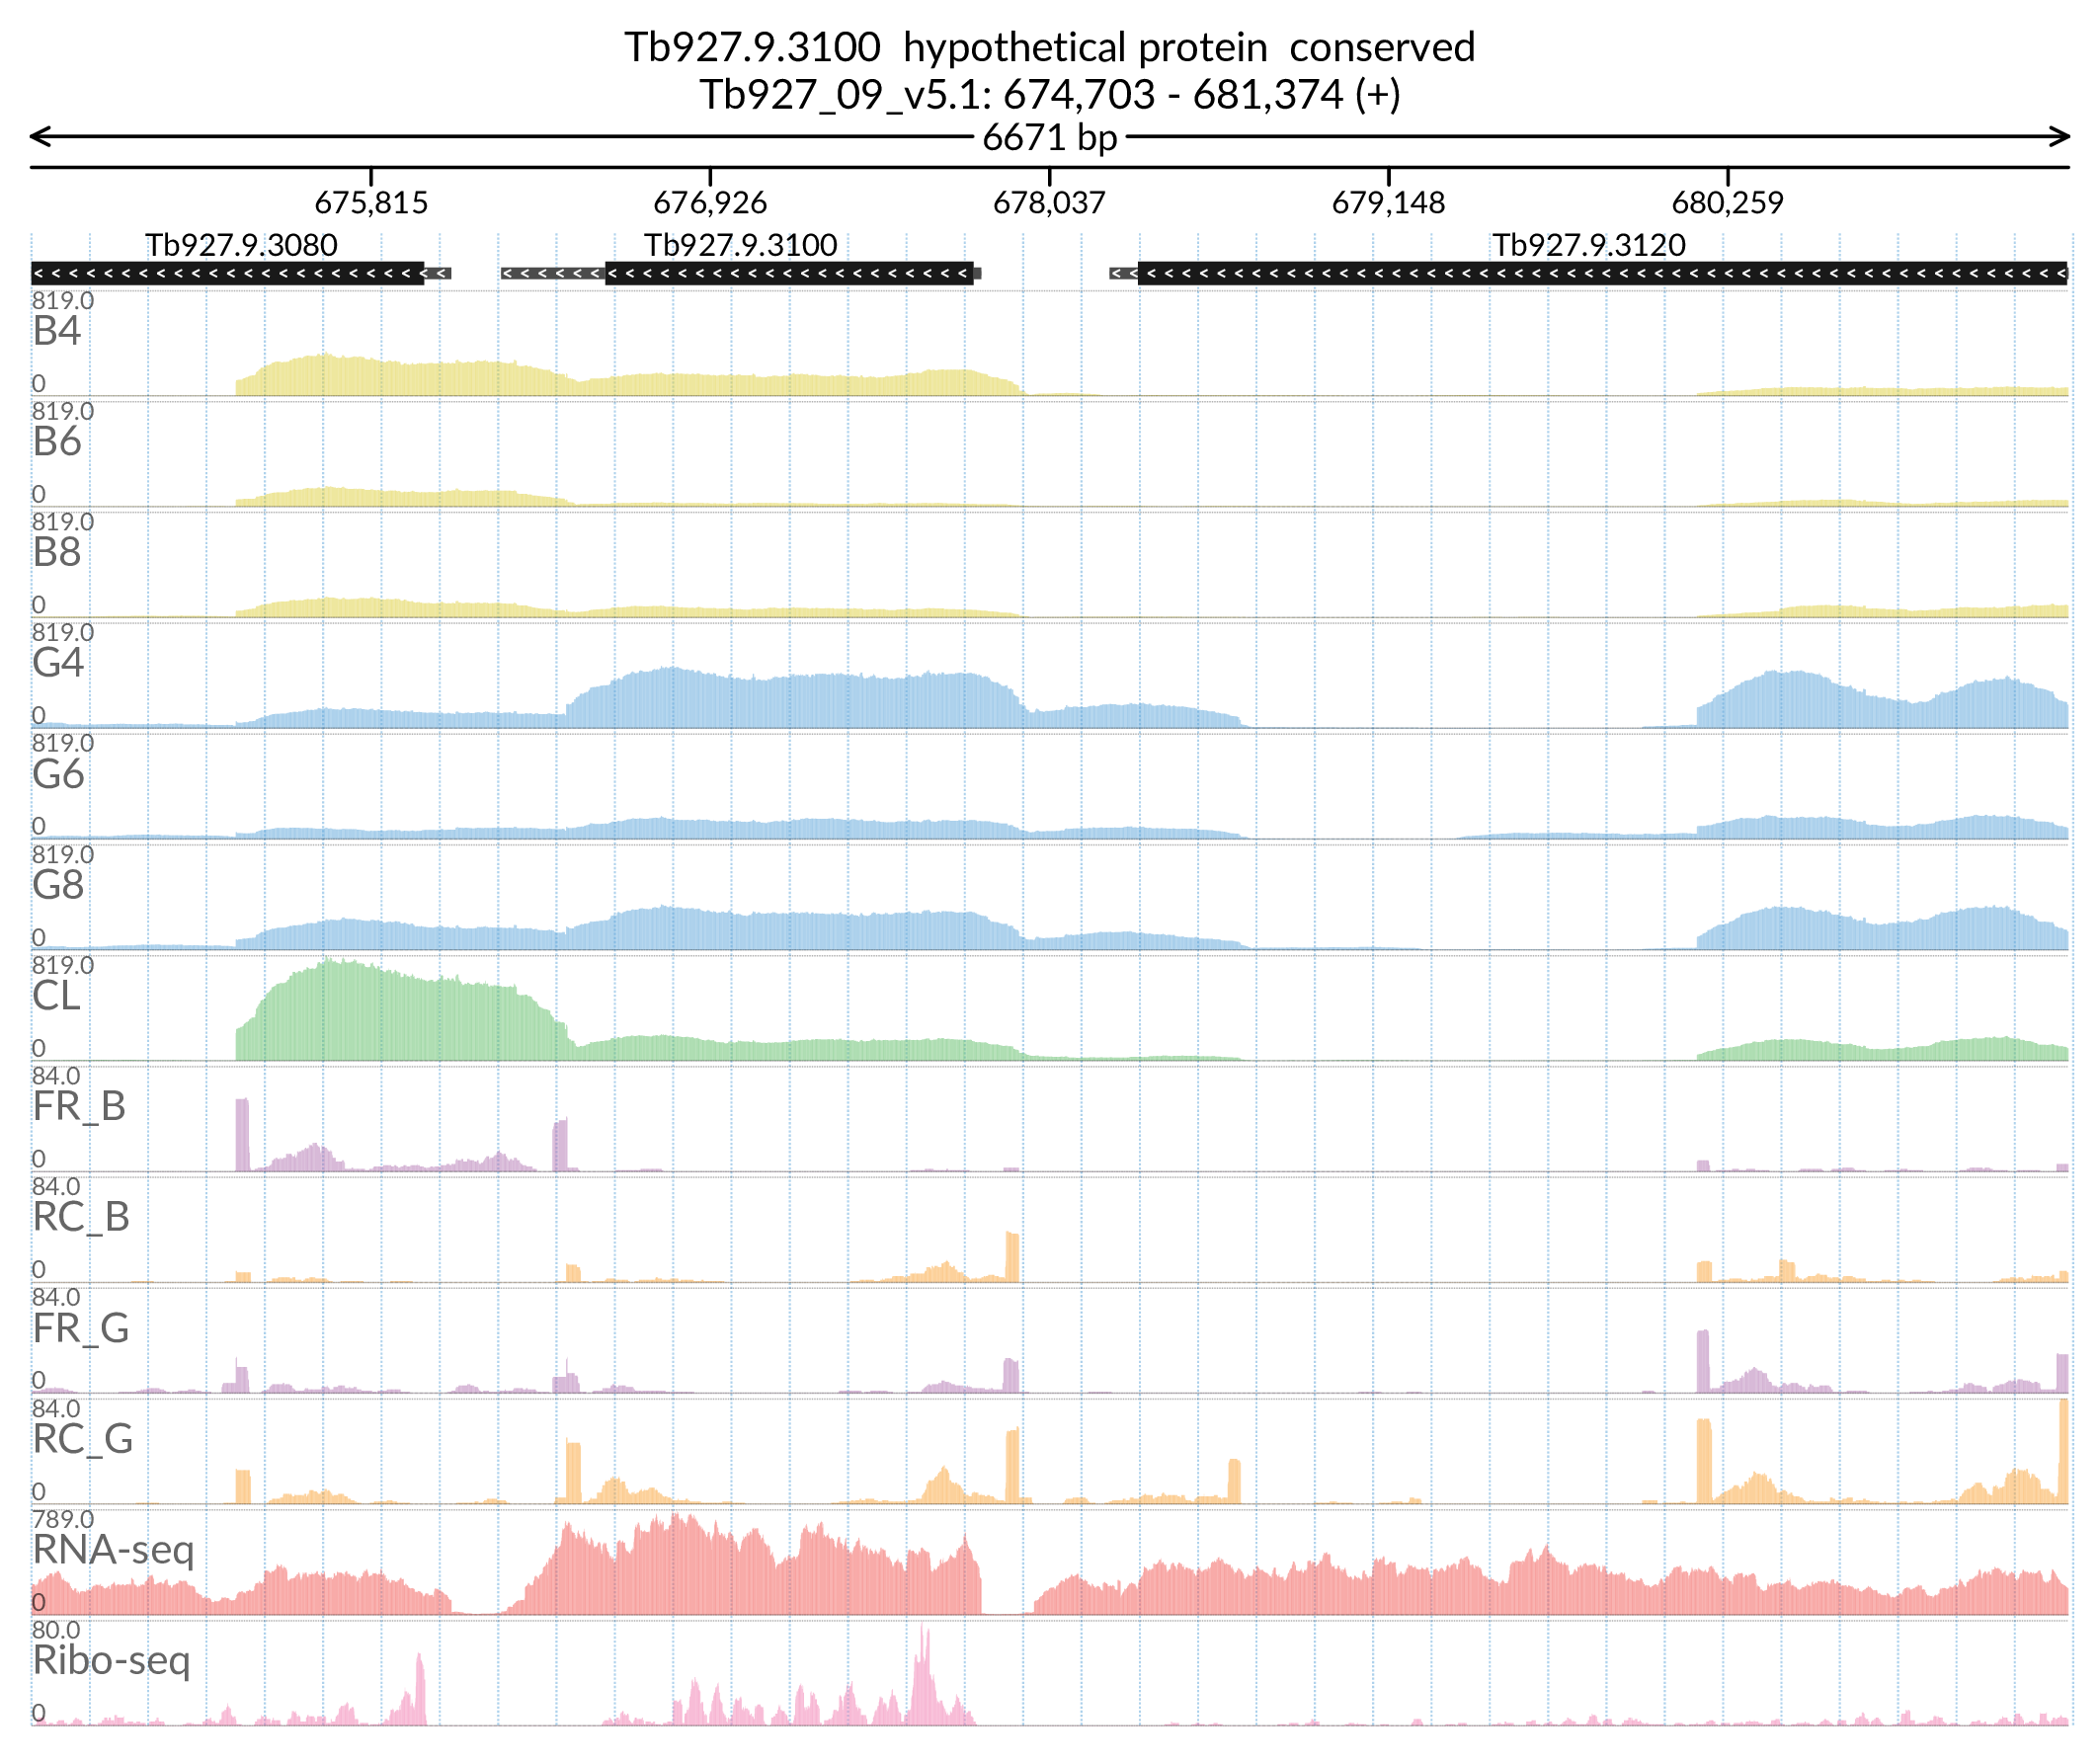 Tb927.9.3100  hypothetical protein  conserved
Tb927_09_v5.1: 674,703 - 681,374 (+)
6671 bp
675,815 676,926 678,037 679,148 680,259
Tb927.9.3080 Tb927.9.3100 Tb927.9.3120
819.0
B4
0
819.0
B6
0
819.0
B8
0
819.0
G4
0
819.0
G6
0
819.0
G8
0
819.0
CL
0
84.0
FR_B
0
84.0
RC_B
0
84.0
FR_G
0
84.0
RC_G
0
789.0
RNA-seq
0
80.0
Ribo-seq
0